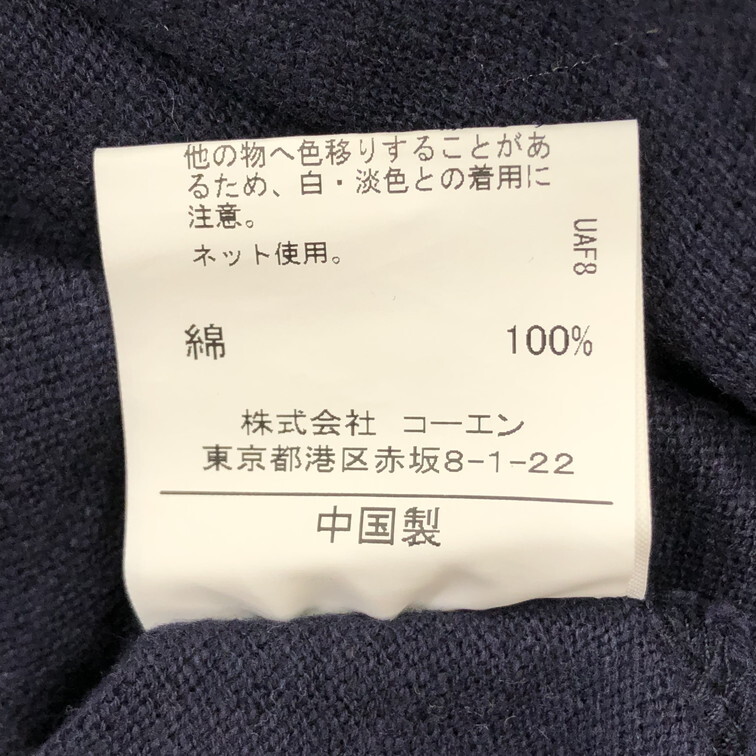 他の物へ色移りすることがあ
るため、白・淡色との着用に
注意。
ネット使用。
UAF8
綿 100%
株式会社 コーエン
東京都港区赤坂8-1-22
中国製